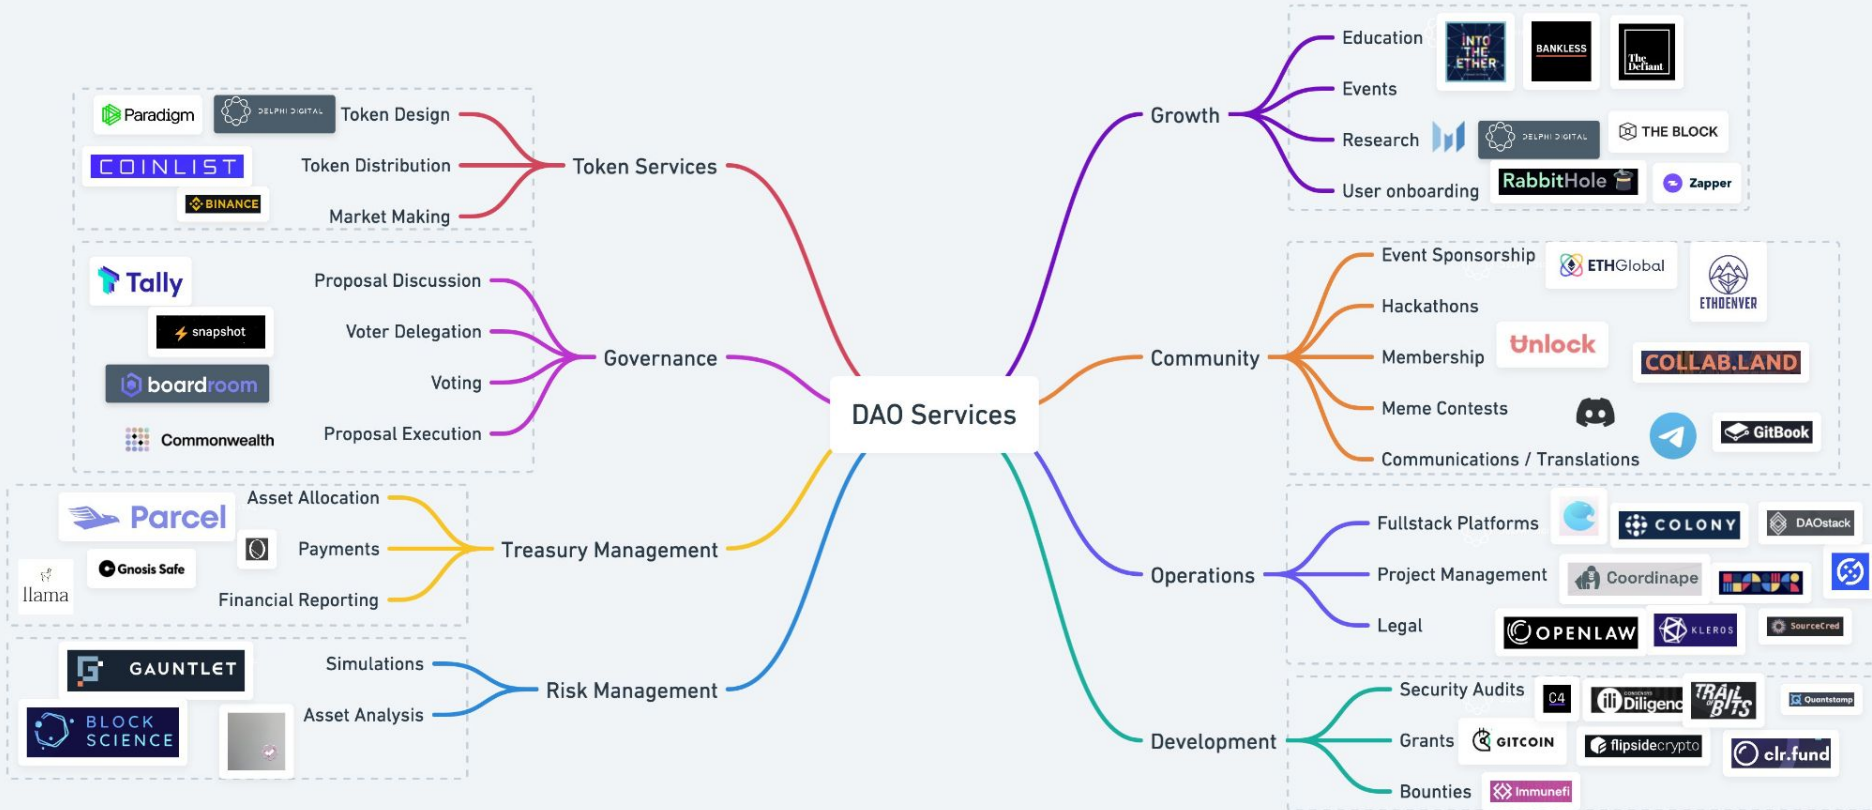 DAO Services
Token Services
Token Design
Paradigm
DELPHI DIGITAL
Token Distribution
COINLIST
Market Making
BINANCE
Governance
Proposal Discussion
Tally
Voter Delegation
snapshot
Voting
boardroom
Proposal Execution
Commonwealth
Treasury Management
Asset Allocation
Parcel
Payments
Gnosis Safe
llama
Financial Reporting
Risk Management
Simulations
GAUNTLET
Asset Analysis
BLOCK
SCIENCE
Growth
Education
INTO
THE
ETHER
BANKLESS
The
Defiant
Events
Research
DELPHI DIGITAL
THE BLOCK
User onboarding
RabbitHole
Zapper
Community
Event Sponsorship
ETHGlobal
ETHDENVER
Hackathons
Membership
Unlock
COLLAB.LAND
Meme Contests
GitBook
Communications / Translations
Operations
Fullstack Platforms
COLONY
DAOstack
Project Management
Coordinape
Legal
OPENLAW
KLEROS
SourceCred
Development
Security Audits
C4
CONSENSYS
Diligenc
TRAIL
OF
BITS
Quantstamp
Grants
GITCOIN
flipsidecrypto
clr.fund
Bounties
Immunefi